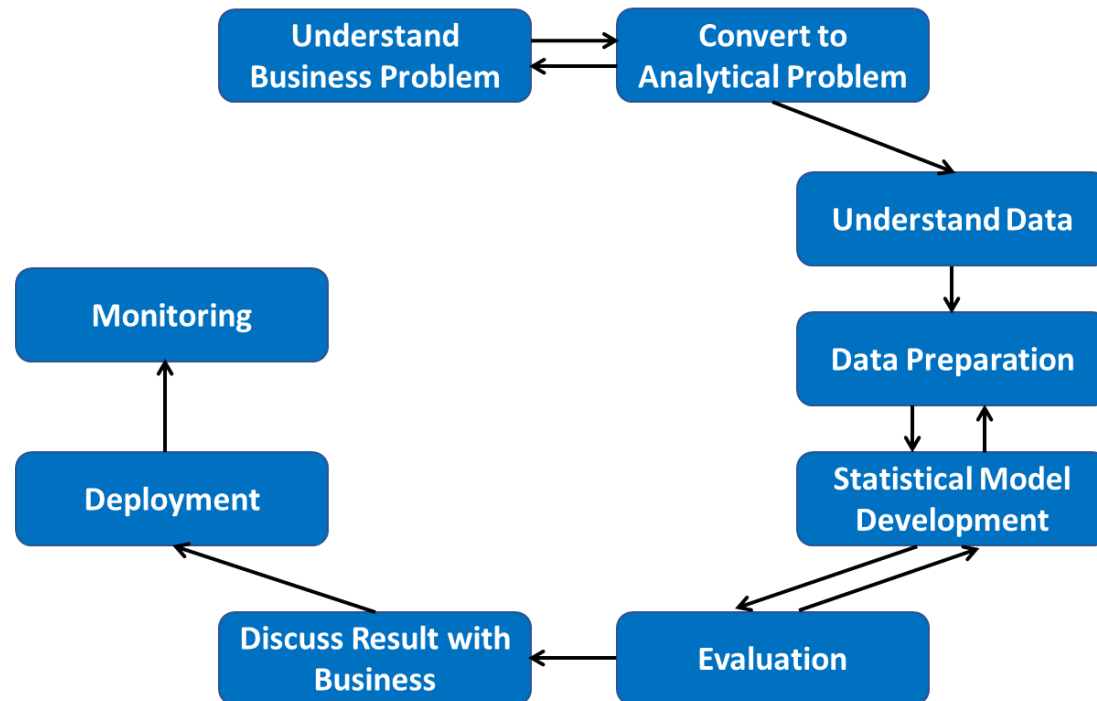 Understand
Business Problem
Convert to
Analytical Problem
Understand Data
Data Preparation
Statistical Model
Development
Evaluation
Discuss Result with
Business
Deployment
Monitoring